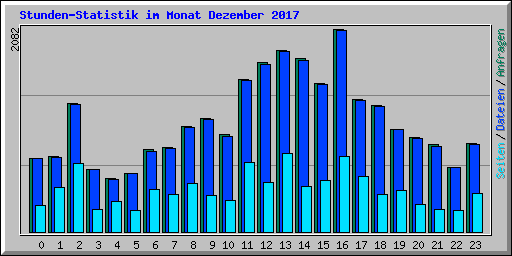 Stunden-Statistik im Monat Dezember 2017
2082
Seiten / Dateien / Anfragen
0 1 2 3 4 5 6 7 8 9 10 11 12 13 14 15 16 17 18 19 20 21 22 23